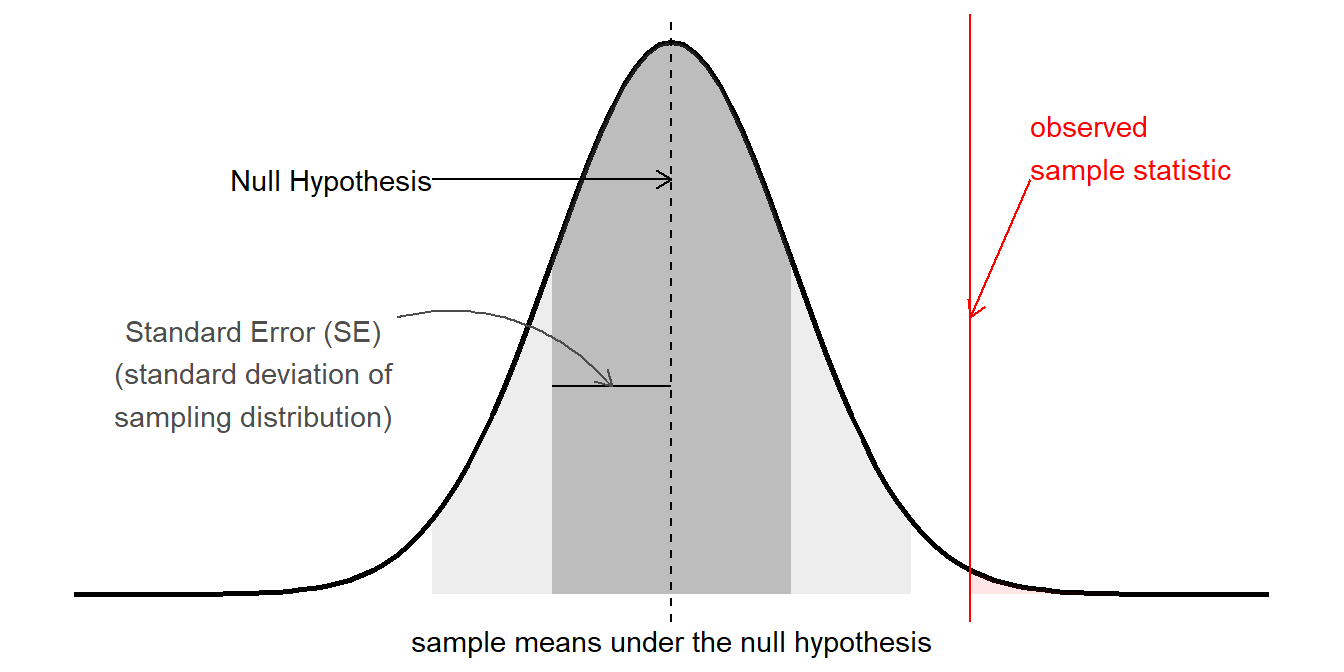 observed
sample statistic
Null Hypothesis
Standard Error (SE)
(standard deviation of
sampling distribution)
sample means under the null hypothesis